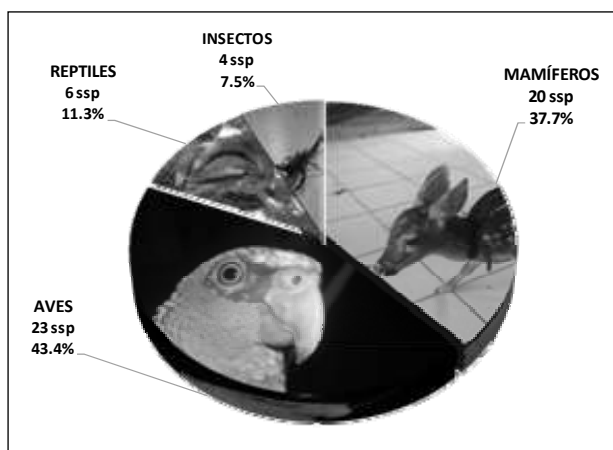 INSECTOS
4 ssp
7.5%
REPTILES
6 ssp
11.3%
MAMÍFEROS
20 ssp
37.7%
AVES
23 ssp
43.4%